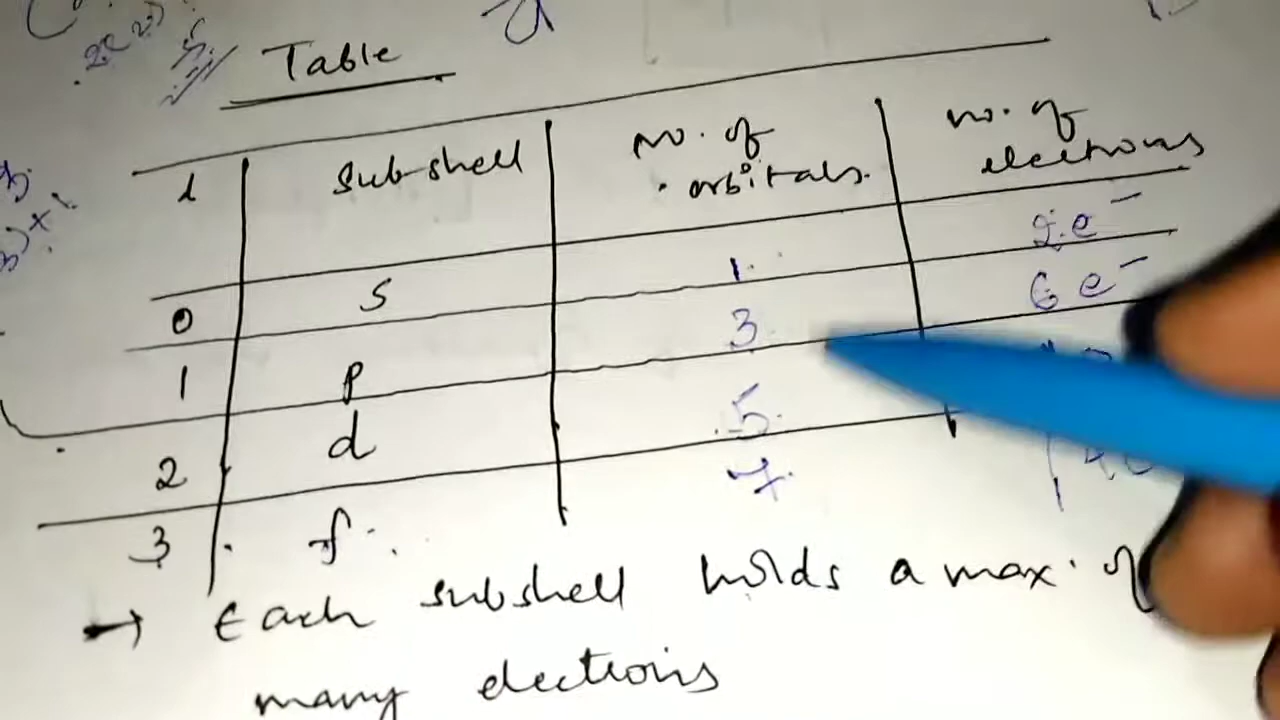 Table
l Sub-shell no. of orbitals. no. of electrons
0 S 1. 2e⁻
1 p 3 6e⁻
2 d 5.
3 f. 7.
→ Each subshell holds a max. of
many electrons